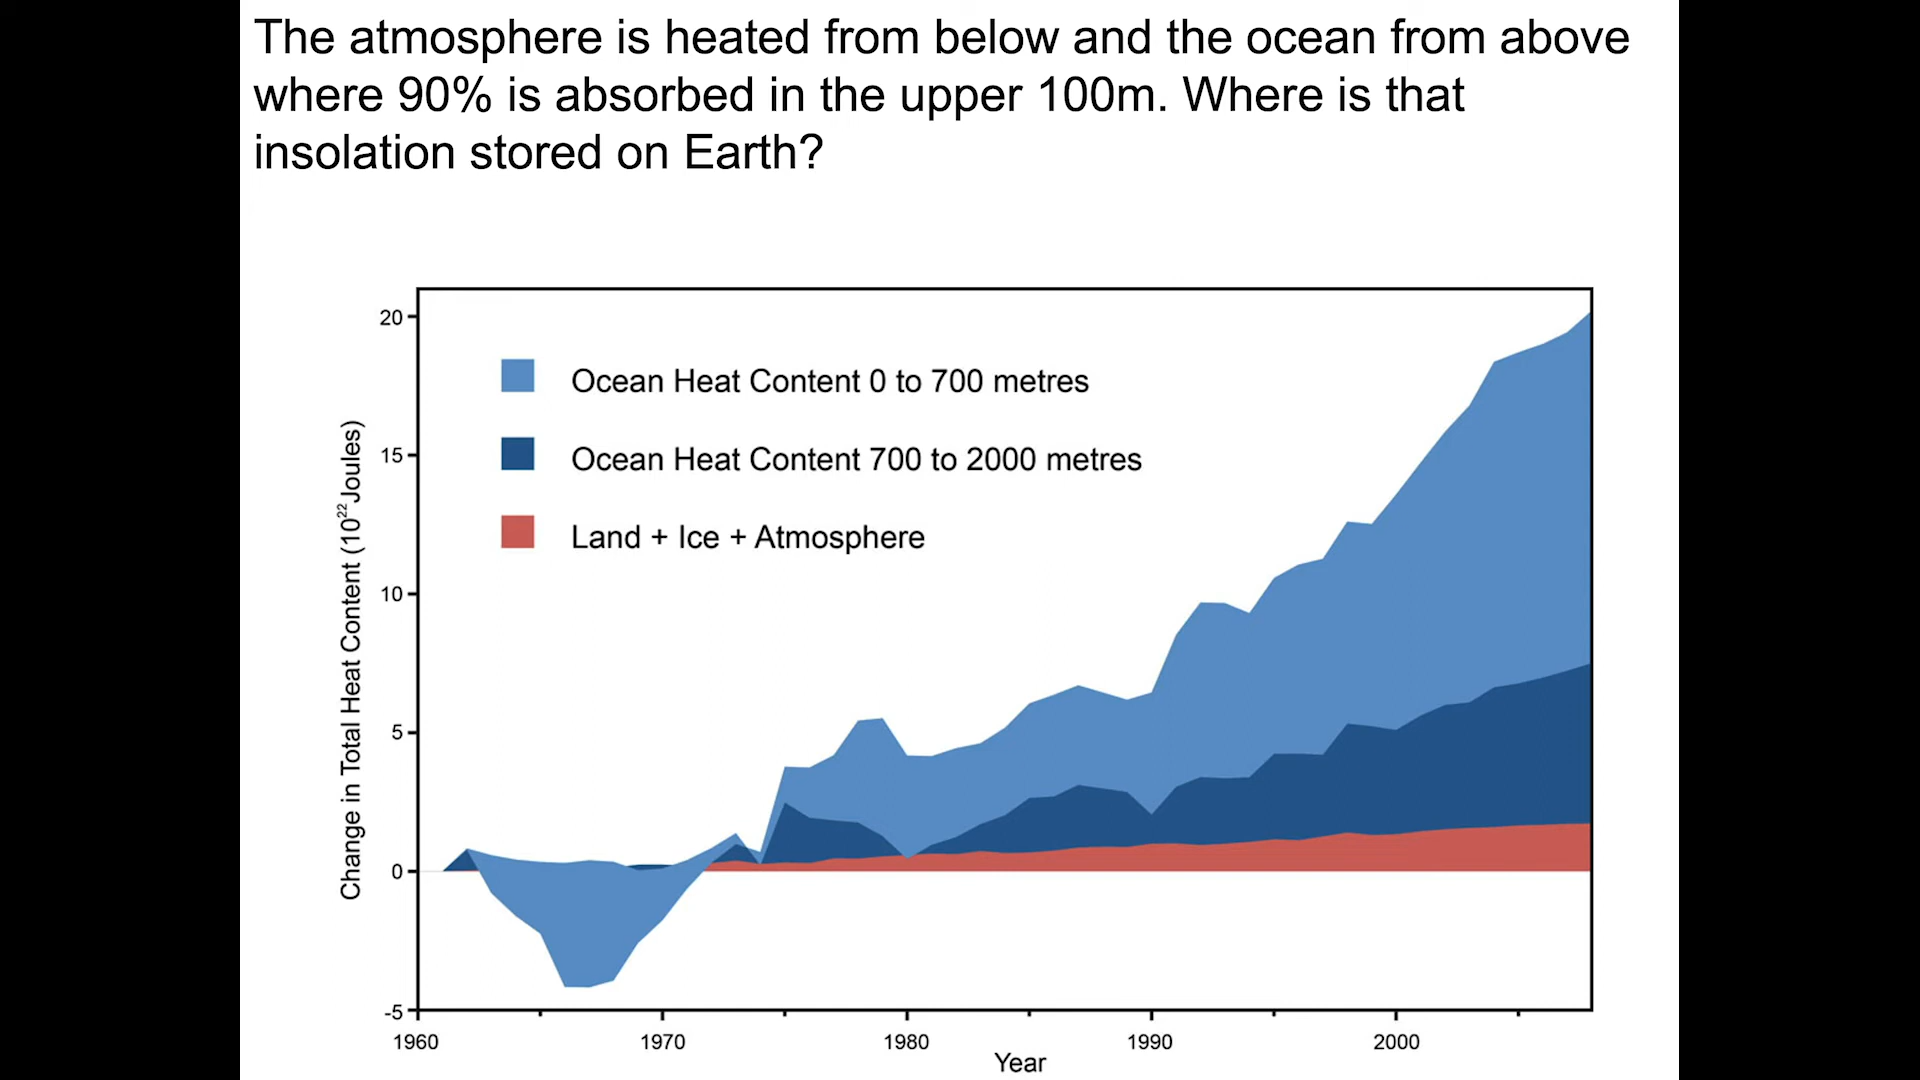 The atmosphere is heated from below and the ocean from above
where 90% is absorbed in the upper 100m. Where is that
insolation stored on Earth?
Ocean Heat Content 0 to 700 metres
Ocean Heat Content 700 to 2000 metres
Land + Ice + Atmosphere
Change in Total Heat Content (10²² Joules)
20
15
10
5
0
-5
1960
1970
1980
1990
2000
Year